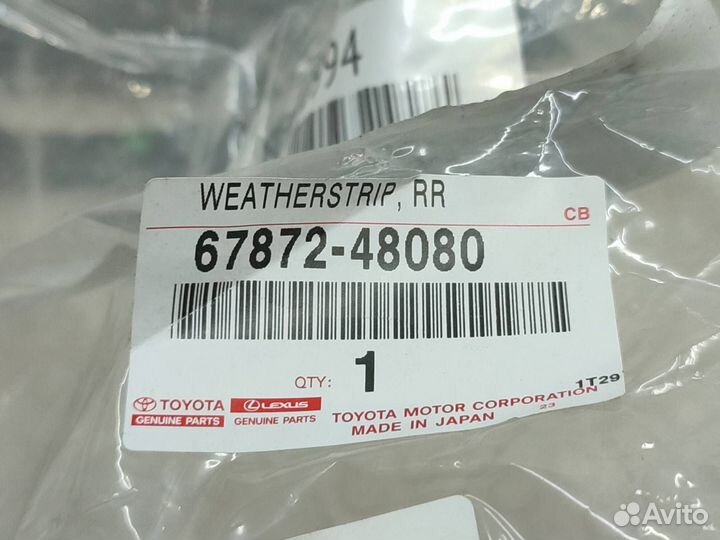 94
WEATHERSTRIP, RR
CB
67872-48080
QTY: 1
1T29
TOYOTA LEXUS
GENUINE PARTS GENUINE PARTS
TOYOTA MOTOR CORPORATION
23
MADE IN JAPAN
Avito